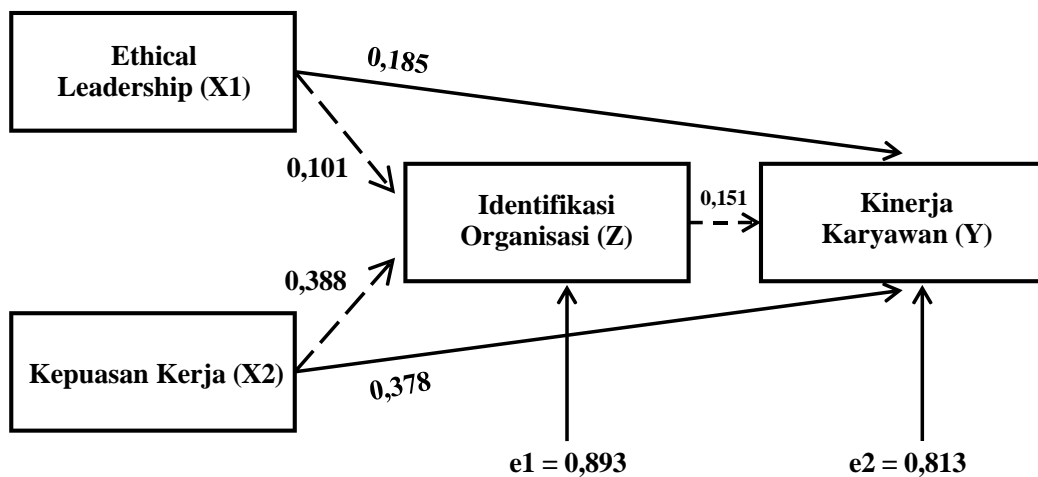 Ethical
Leadership (X1)
0,185
0,101
Identifikasi
Organisasi (Z)
0,151
Kinerja
Karyawan (Y)
0,388
Kepuasan Kerja (X2)
0,378
e1 = 0,893
e2 = 0,813